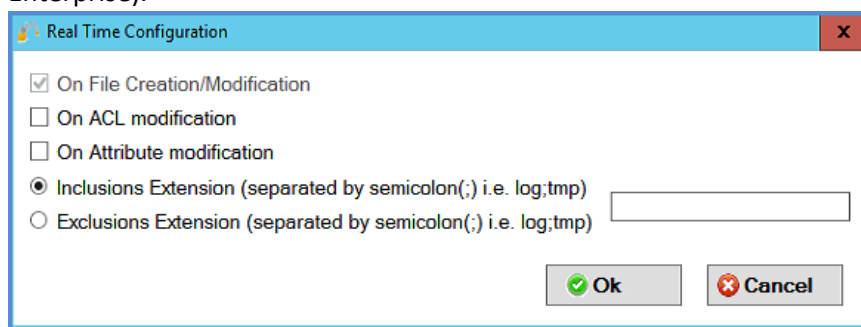 Enterprise).
Real Time Configuration
x
On File Creation/Modification
On ACL modification
On Attribute modification
Inclusions Extension (separated by semicolon(;) i.e. log;tmp)
Exclusions Extension (separated by semicolon(;) i.e. log;tmp)
Ok
Cancel